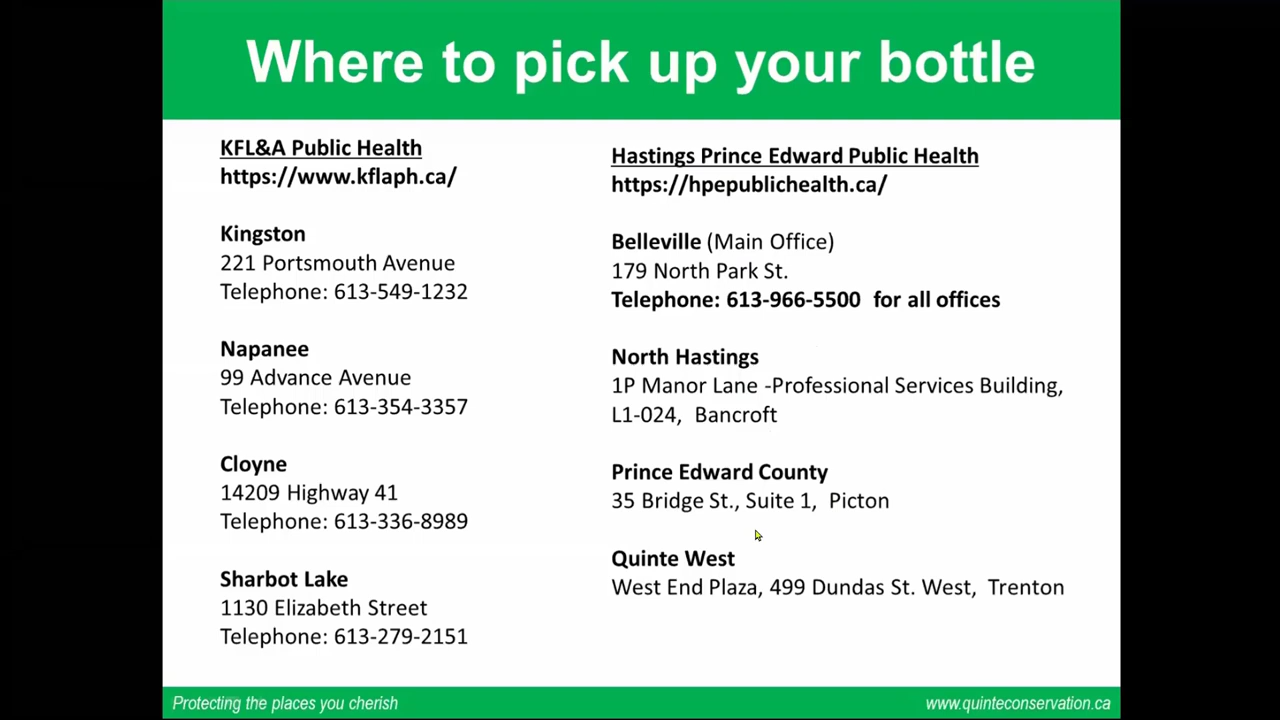 Where to pick up your bottle
KFL&A Public Health
https://www.kflaph.ca/
Kingston
221 Portsmouth Avenue
Telephone: 613-549-1232
Napanee
99 Advance Avenue
Telephone: 613-354-3357
Cloyne
14209 Highway 41
Telephone: 613-336-8989
Sharbot Lake
1130 Elizabeth Street
Telephone: 613-279-2151
Hastings Prince Edward Public Health
https://hpepublichealth.ca/
Belleville (Main Office)
179 North Park St.
Telephone: 613-966-5500 for all offices
North Hastings
1P Manor Lane -Professional Services Building,
L1-024, Bancroft
Prince Edward County
35 Bridge St., Suite 1, Picton
Quinte West
West End Plaza, 499 Dundas St. West, Trenton
Protecting the places you cherish
www.quinteconservation.ca